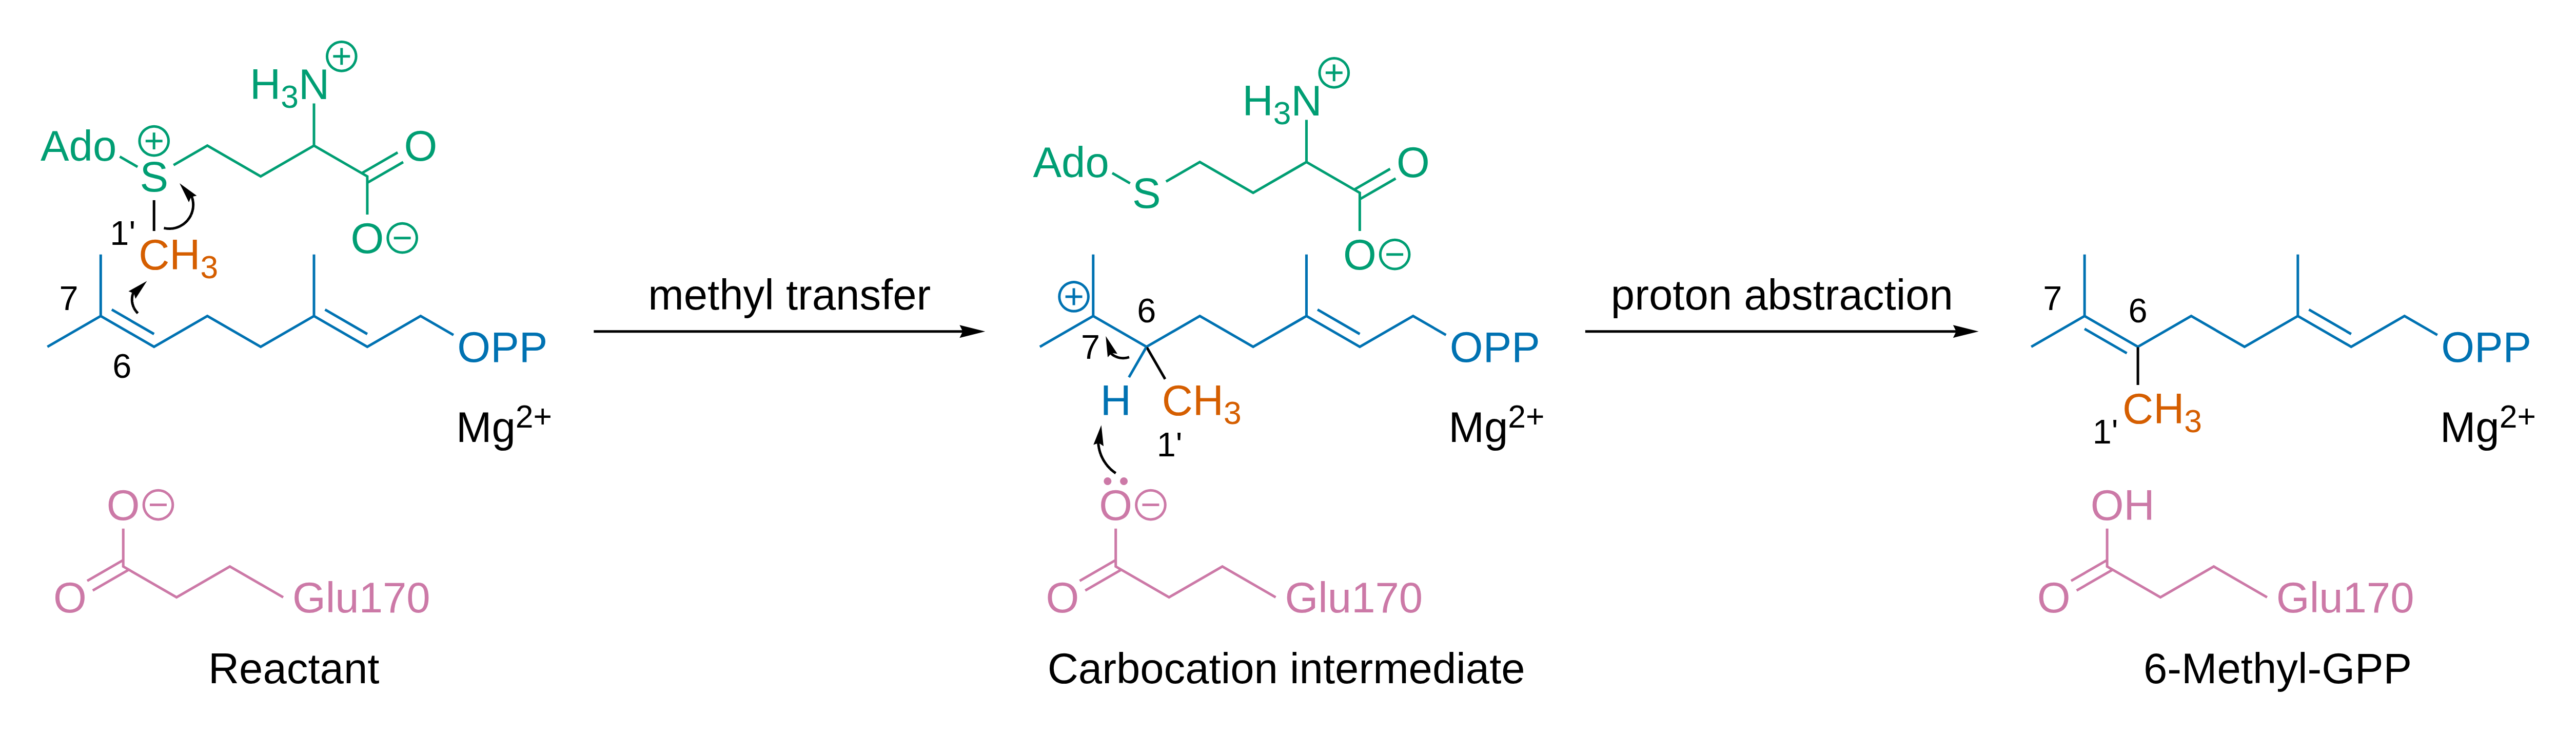 H3N⊕
Ado S⊕ O
1' O⊖
CH3
7
6 OPP
Mg2+
O⊖
O Glu170
Reactant
methyl transfer
H3N⊕
Ado S O
O⊖
⊕ 6
7 OPP
H CH3
1' Mg2+
O⊖
O Glu170
Carbocation intermediate
proton abstraction
7 6
OPP
1' CH3 Mg2+
OH
O Glu170
6-Methyl-GPP